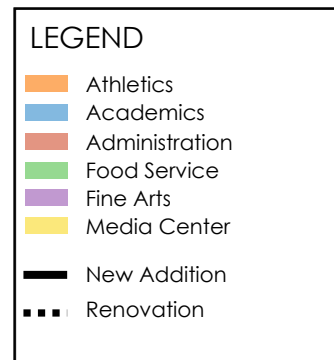 LEGEND
Athletics
Academics
Administration
Food Service
Fine Arts
Media Center
New Addition
Renovation